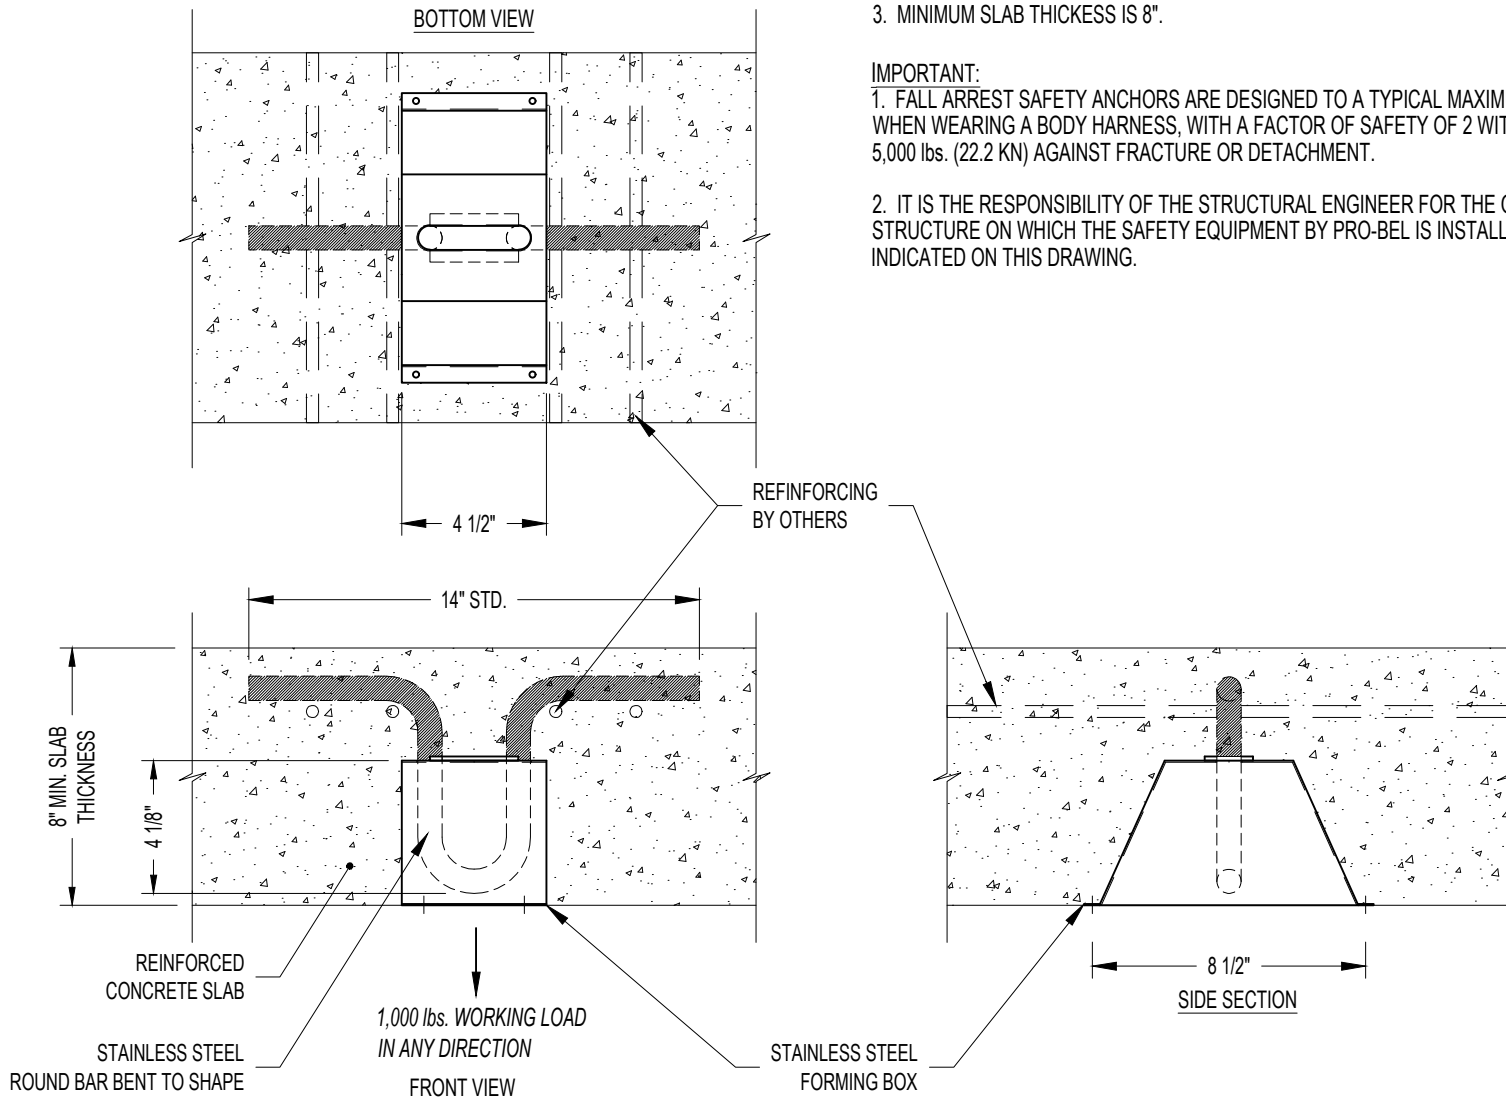 BOTTOM VIEW
3. MINIMUM SLAB THICKESS IS 8".
IMPORTANT:
1. FALL ARREST SAFETY ANCHORS ARE DESIGNED TO A TYPICAL MAXIM
WHEN WEARING A BODY HARNESS, WITH A FACTOR OF SAFETY OF 2 WIT
5,000 lbs. (22.2 KN) AGAINST FRACTURE OR DETACHMENT.
2. IT IS THE RESPONSIBILITY OF THE STRUCTURAL ENGINEER FOR THE
STRUCTURE ON WHICH THE SAFETY EQUIPMENT BY PRO-BEL IS INSTALL
INDICATED ON THIS DRAWING.
4 1/2"
REFINFORCING
BY OTHERS
14" STD.
8" MIN. SLAB
THICKNESS
4 1/8"
REINFORCED
CONCRETE SLAB
STAINLESS STEEL
ROUND BAR BENT TO SHAPE
1,000 lbs. WORKING LOAD
IN ANY DIRECTION
FRONT VIEW
STAINLESS STEEL
FORMING BOX
8 1/2"
SIDE SECTION